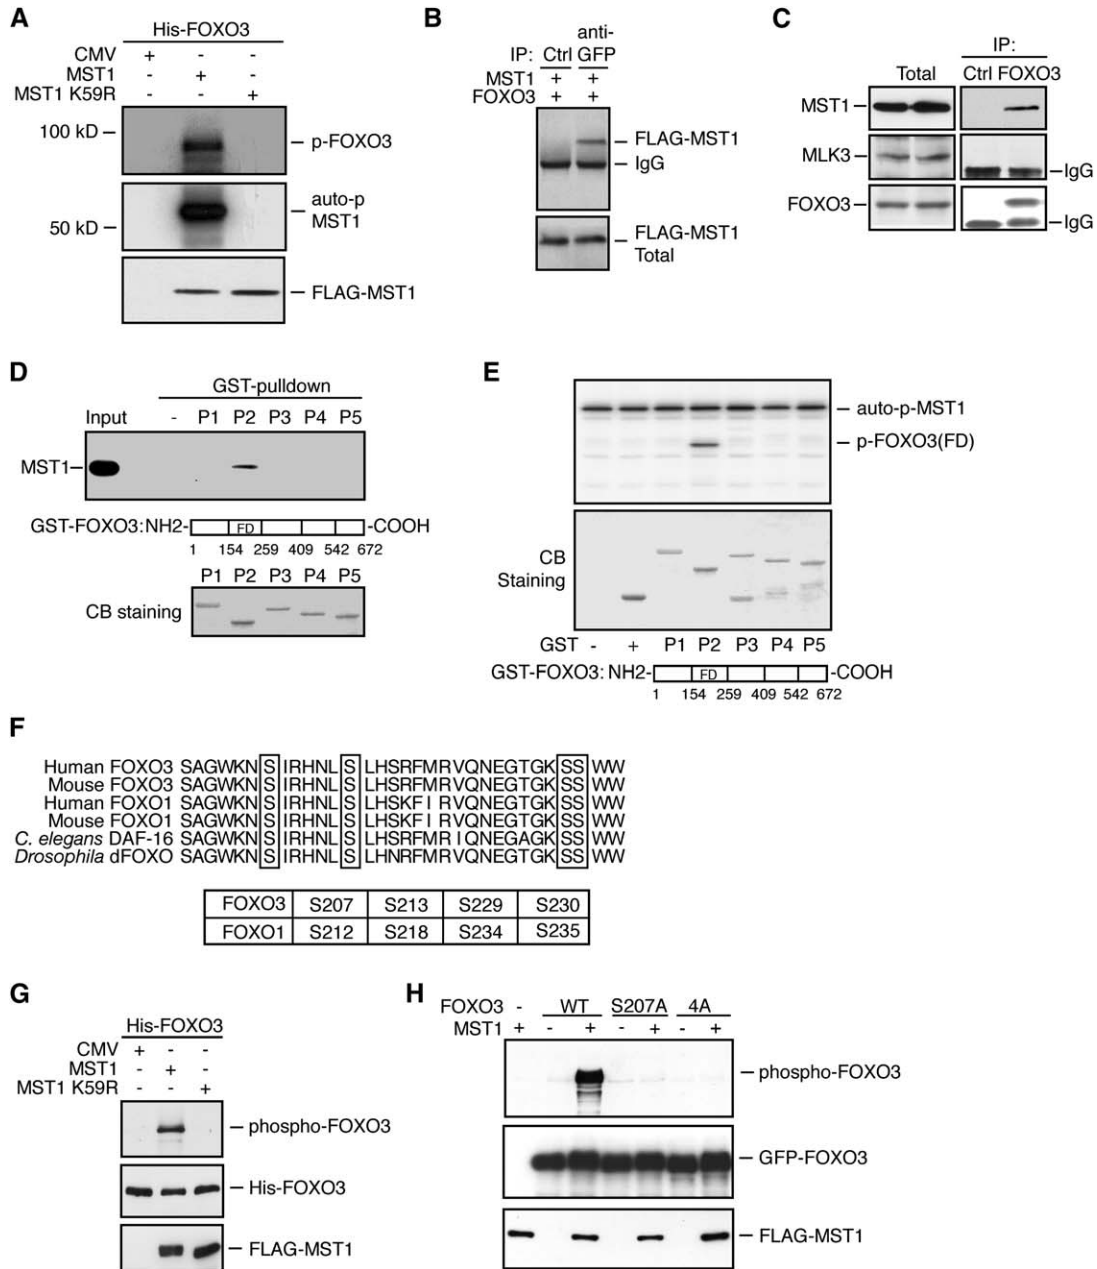 A
His-FOXO3
CMV + - -
MST1 - + -
MST1 K59R - - +
100 kD
p-FOXO3
auto-p
MST1
50 kD
FLAG-MST1
B
anti-
IP: Ctrl GFP
MST1 + +
FOXO3 + +
FLAG-MST1
IgG
FLAG-MST1
Total
C
IP:
Total Ctrl FOXO3
MST1
MLK3
IgG
FOXO3
IgG
D
GST-pulldown
Input - P1 P2 P3 P4 P5
MST1
GST-FOXO3: NH2- FD -COOH
1 154 259 409 542 672
P1 P2 P3 P4 P5
CB staining
E
auto-p-MST1
p-FOXO3(FD)
CB
Staining
GST - + P1 P2 P3 P4 P5
GST-FOXO3: NH2- FD -COOH
1 154 259 409 542 672
F
Human FOXO3 SAGWKN S IRHNL S LHSRFMRVQNEGTGK SS WW
Mouse FOXO3 SAGWKN S IRHNL S LHSRFMRVQNEGTGK SS WW
Human FOXO1 SAGWKN S IRHNL S LHSKF I RVQNEGTGK SS WW
Mouse FOXO1 SAGWKN S IRHNL S LHSKF I RVQNEGTGK SS WW
C. elegans DAF-16 SAGWKN S IRHNL S LHSRFMR IQNEGAGK SS WW
Drosophila dFOXO SAGWKN S IRHNL S LHNRFMRVQNEGTGK SS WW
FOXO3 S207 S213 S229 S230
FOXO1 S212 S218 S234 S235
G
His-FOXO3
CMV + - -
MST1 - + -
MST1 K59R - - +
phospho-FOXO3
His-FOXO3
FLAG-MST1
H
FOXO3 - WT S207A 4A
MST1 + - + - + - +
phospho-FOXO3
GFP-FOXO3
FLAG-MST1